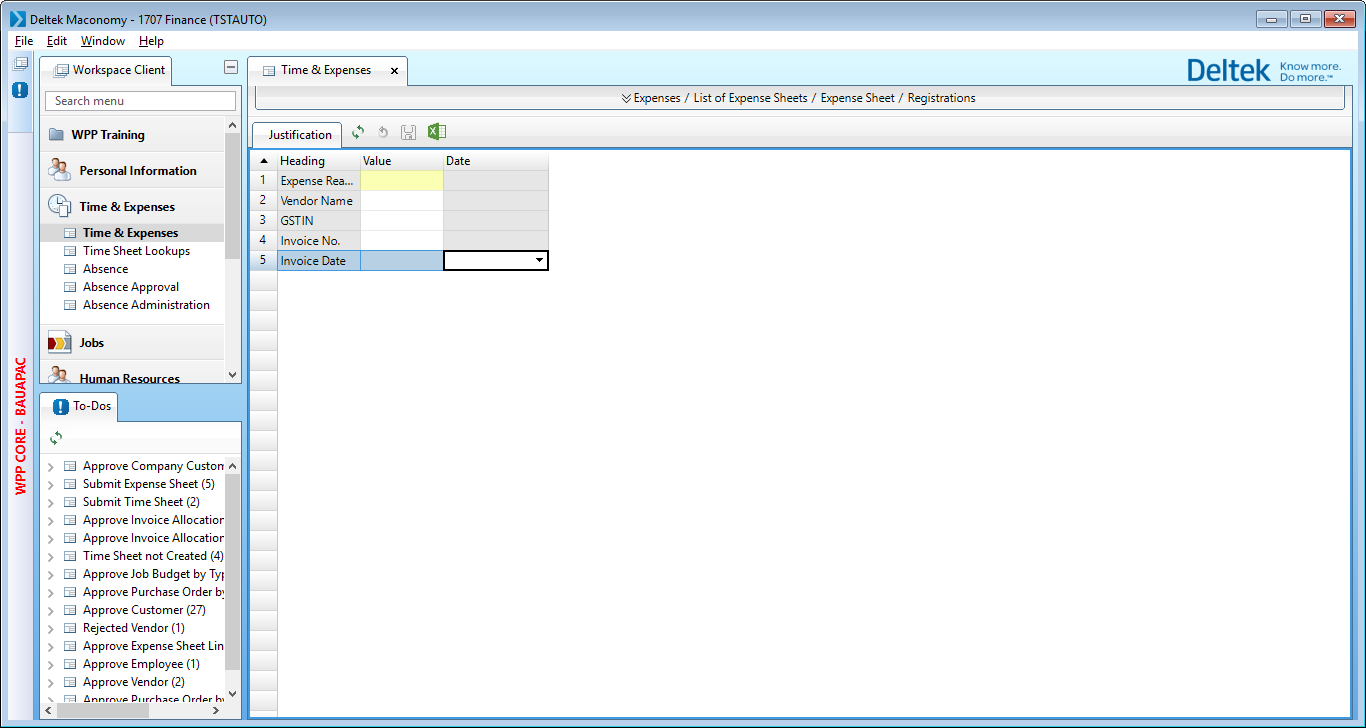 Deltek Maconomy - 1707 Finance (TSTAUTO)
File Edit Window Help
Workspace Client
Search menu
WPP Training
Personal Information
Time & Expenses
Time & Expenses
Time Sheet Lookups
Absence
Absence Approval
Absence Administration
Jobs
Human Resources
WPP CORE - BAUAPAC
To-Dos
Approve Company Custom
Submit Expense Sheet (5)
Submit Time Sheet (2)
Approve Invoice Allocation
Approve Invoice Allocation
Time Sheet not Created (4)
Approve Job Budget by Typ
Approve Purchase Order by
Approve Customer (27)
Rejected Vendor (1)
Approve Expense Sheet Lin
Approve Employee (1)
Approve Vendor (2)
Approve Purchase Order by
Time & Expenses
Deltek Know more.
Do more.™
Expenses / List of Expense Sheets / Expense Sheet / Registrations
Justification
Heading Value Date
1 Expense Rea...
2 Vendor Name
3 GSTIN
4 Invoice No.
5 Invoice Date